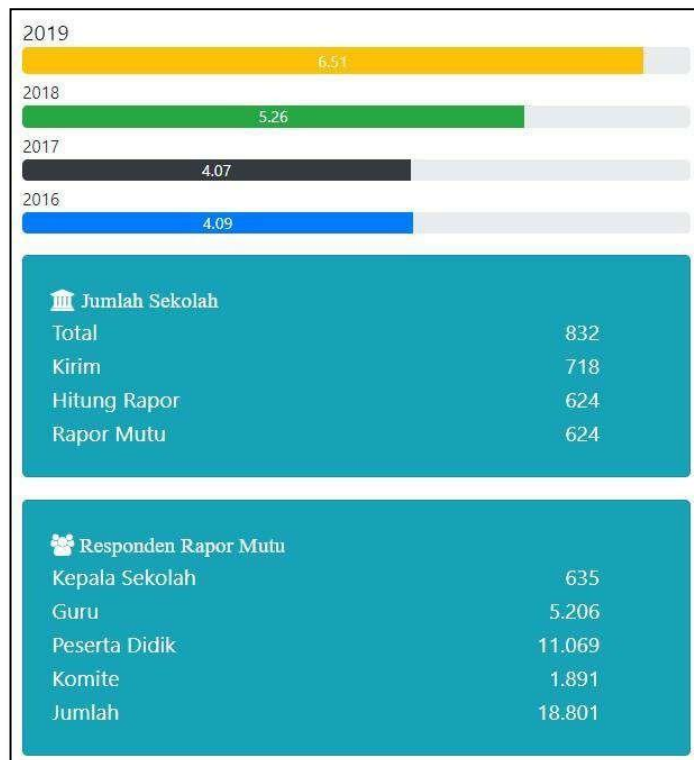 2019
6.51
2018
5.26
2017
4.07
2016
4.09
Jumlah Sekolah
Total 832
Kirim 718
Hitung Rapor 624
Rapor Mutu 624
Responden Rapor Mutu
Kepala Sekolah 635
Guru 5.206
Peserta Didik 11.069
Komite 1.891
Jumlah 18.801